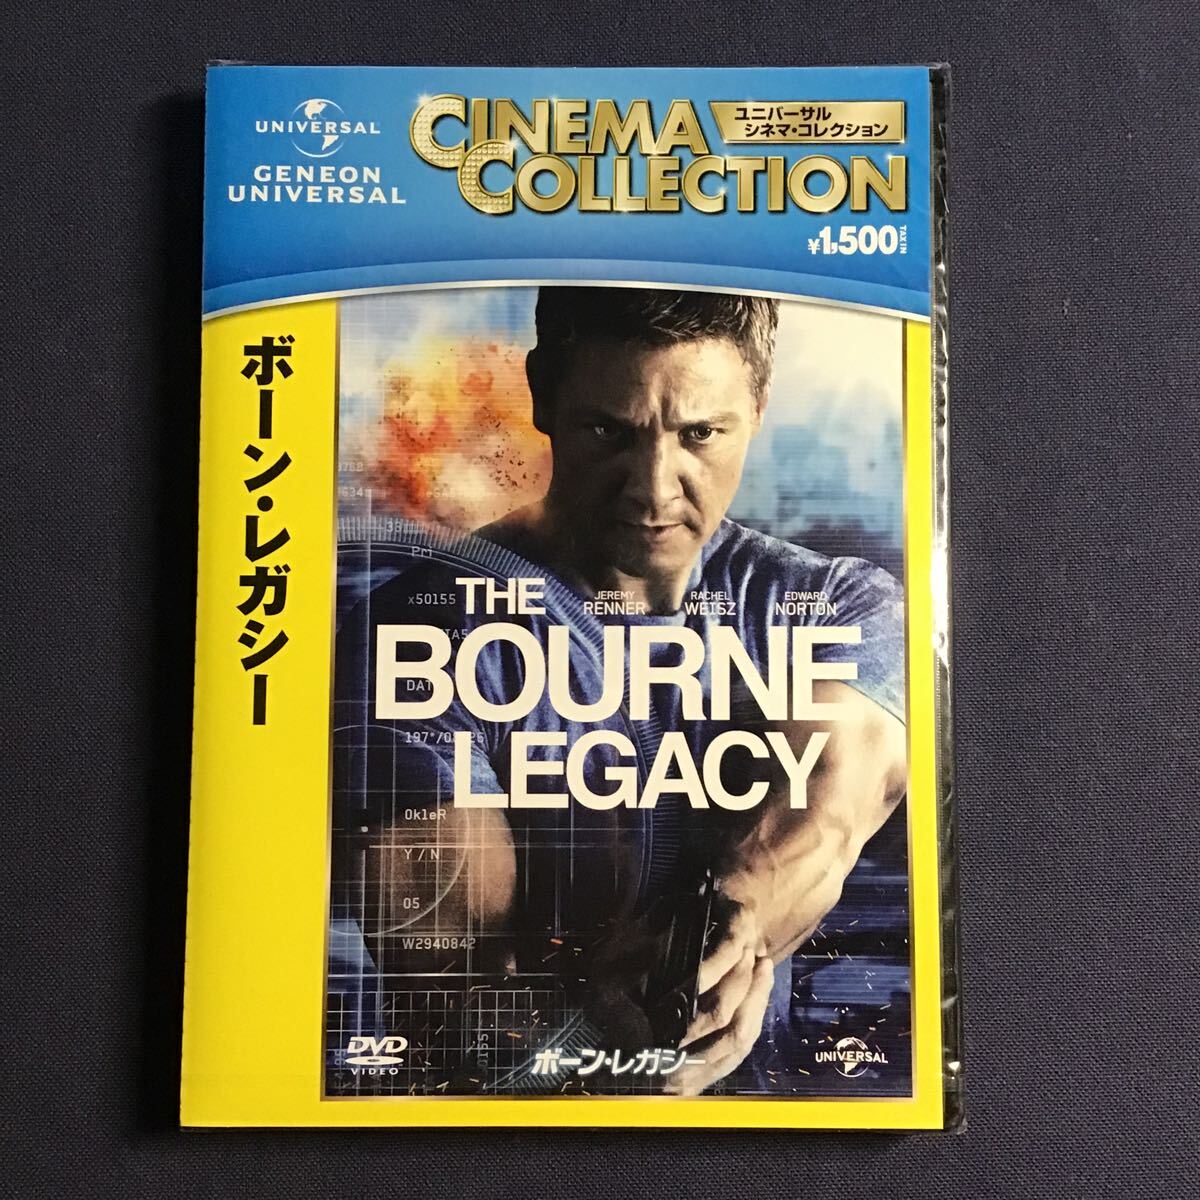 UNIVERSAL
GENEON
UNIVERSAL
CINEMA
COLLECTION
ユニバーサル
シネマ・コレクション
¥1,500 TAX IN
ボーン・レガシー
33
PCI
x50155
THE
JEREMY
RENNER
RACHEL
WEISZ
EDWARD
NORTON
BOURNE
DAT
LEGACY
OkleR
Y/N
05
W2940842
DVD
VIDEO
ボーン・レガシー
UNIVERSAL